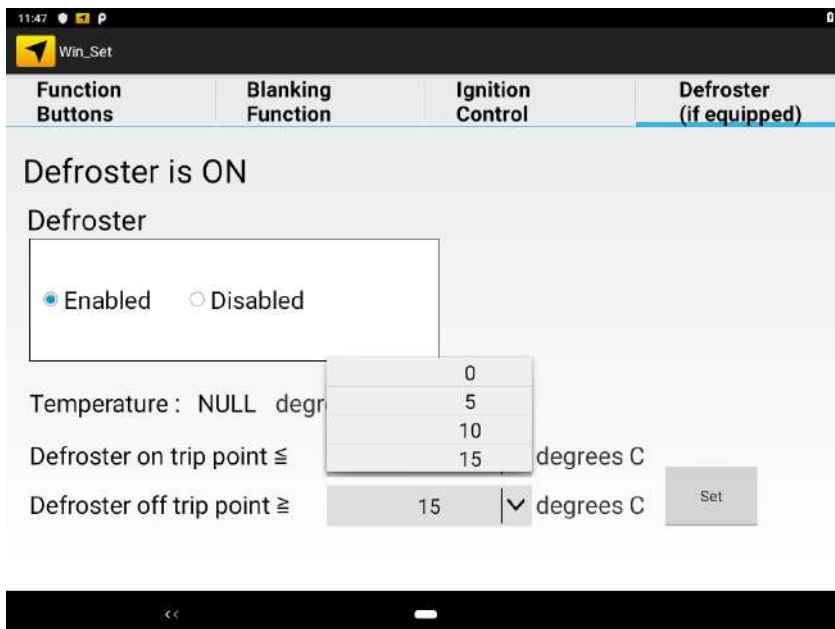 11:47
Win_Set
Function Buttons
Blanking Function
Ignition Control
Defroster (if equipped)
Defroster is ON
Defroster
Enabled Disabled
0
5
10
15
Temperature : NULL degr
Defroster on trip point ≦ degrees C
Defroster off trip point ≧ 15 degrees C
Set
<<